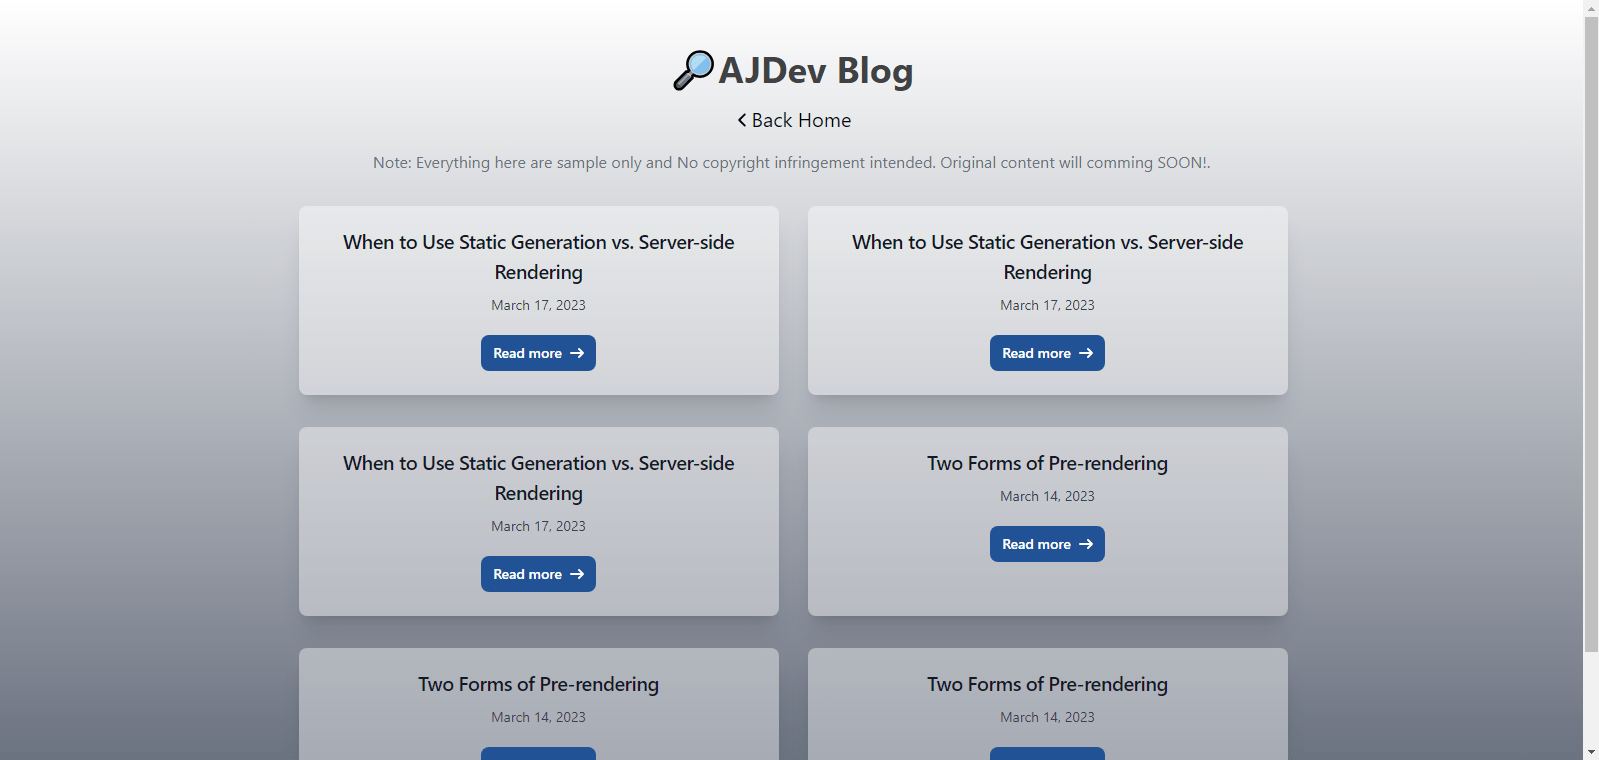 AJDev Blog
Back Home
Note: Everything here are sample only and No copyright infringement intended. Original content will comming SOON!.
When to Use Static Generation vs. Server-side
Rendering
March 17, 2023
Read more
When to Use Static Generation vs. Server-side
Rendering
March 17, 2023
Read more
When to Use Static Generation vs. Server-side
Rendering
March 17, 2023
Read more
Two Forms of Pre-rendering
March 14, 2023
Read more
Two Forms of Pre-rendering
March 14, 2023
Two Forms of Pre-rendering
March 14, 2023